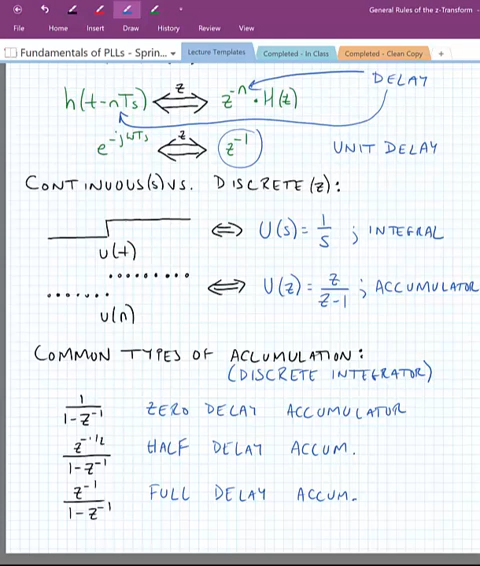 General Rules of the z-Transform -
File Home Insert Draw History Review View
Fundamentals of PLLs - Sprin... Lecture Templates Completed - In Class Completed - Clean Copy +
h(t-nTs) ⟺ z z⁻ⁿ·H(z) DELAY
e^-jωTs ⟺ z z⁻¹ UNIT DELAY
CONTINUOUS(s) VS. DISCRETE(z):
u(t) ⟺ U(s) = 1/s ; INTEGRAL
u(n) ⟺ U(z) = z/(z-1) ; ACCUMULATOR
COMMON TYPES OF ACCUMULATION:
(DISCRETE INTEGRATOR)
1/(1-z⁻¹) ZERO DELAY ACCUMULATOR
z^-1/2/(1-z⁻¹) HALF DELAY ACCUM.
z⁻¹/(1-z⁻¹) FULL DELAY ACCUM.